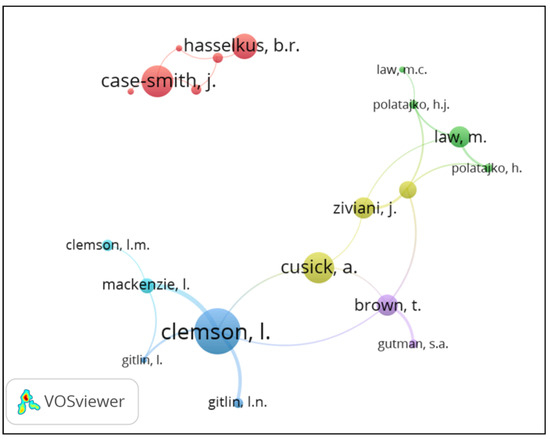 hasselkus, b.r.
case-smith, j.
law, m.c.
polatajko, h.j.
law, m.
polatajko, h.
ziviani, j.
clemson, l.m.
cusick, a.
mackenzie, l.
brown, t.
clemson, l.
gutman, s.a.
gitlin, l.
gitlin, l.n.
VOSviewer